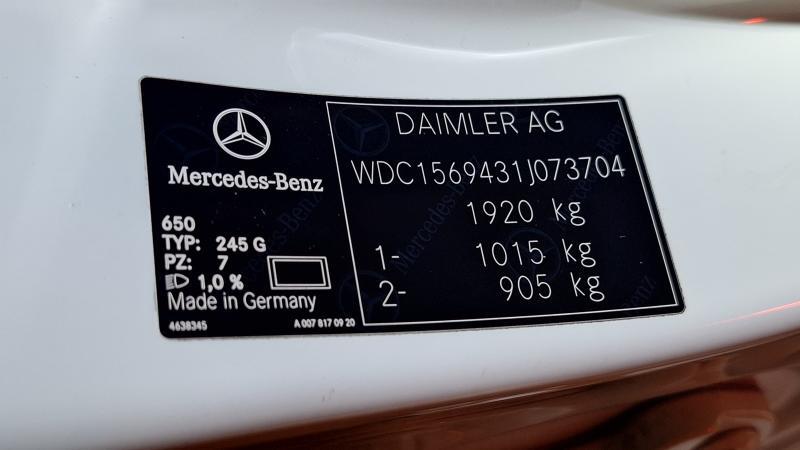 Mercedes-Benz
650
TYP: 245 G
PZ: 7
1,0 %
Made in Germany
4638345
A 007 817 09 20
DAIMLER AG
WDC1569431J073704
1920 kg
1- 1015 kg
2- 905 kg